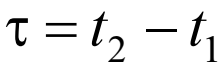 τ = t₂ − t₁